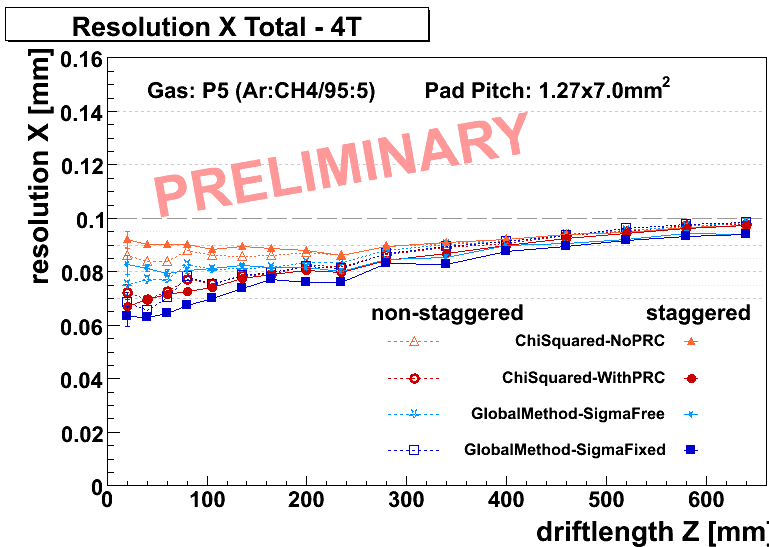 Resolution X Total - 4T
resolution X [mm]
0.16
0.14
0.12
0.1
0.08
0.06
0.04
0.02
0
Gas: P5 (Ar:CH4/95:5) Pad Pitch: 1.27x7.0mm²
PRELIMINARY
non-staggered staggered
ChiSquared-NoPRC
ChiSquared-WithPRC
GlobalMethod-SigmaFree
GlobalMethod-SigmaFixed
0 100 200 300 400 500 600
driftlength Z [mm]